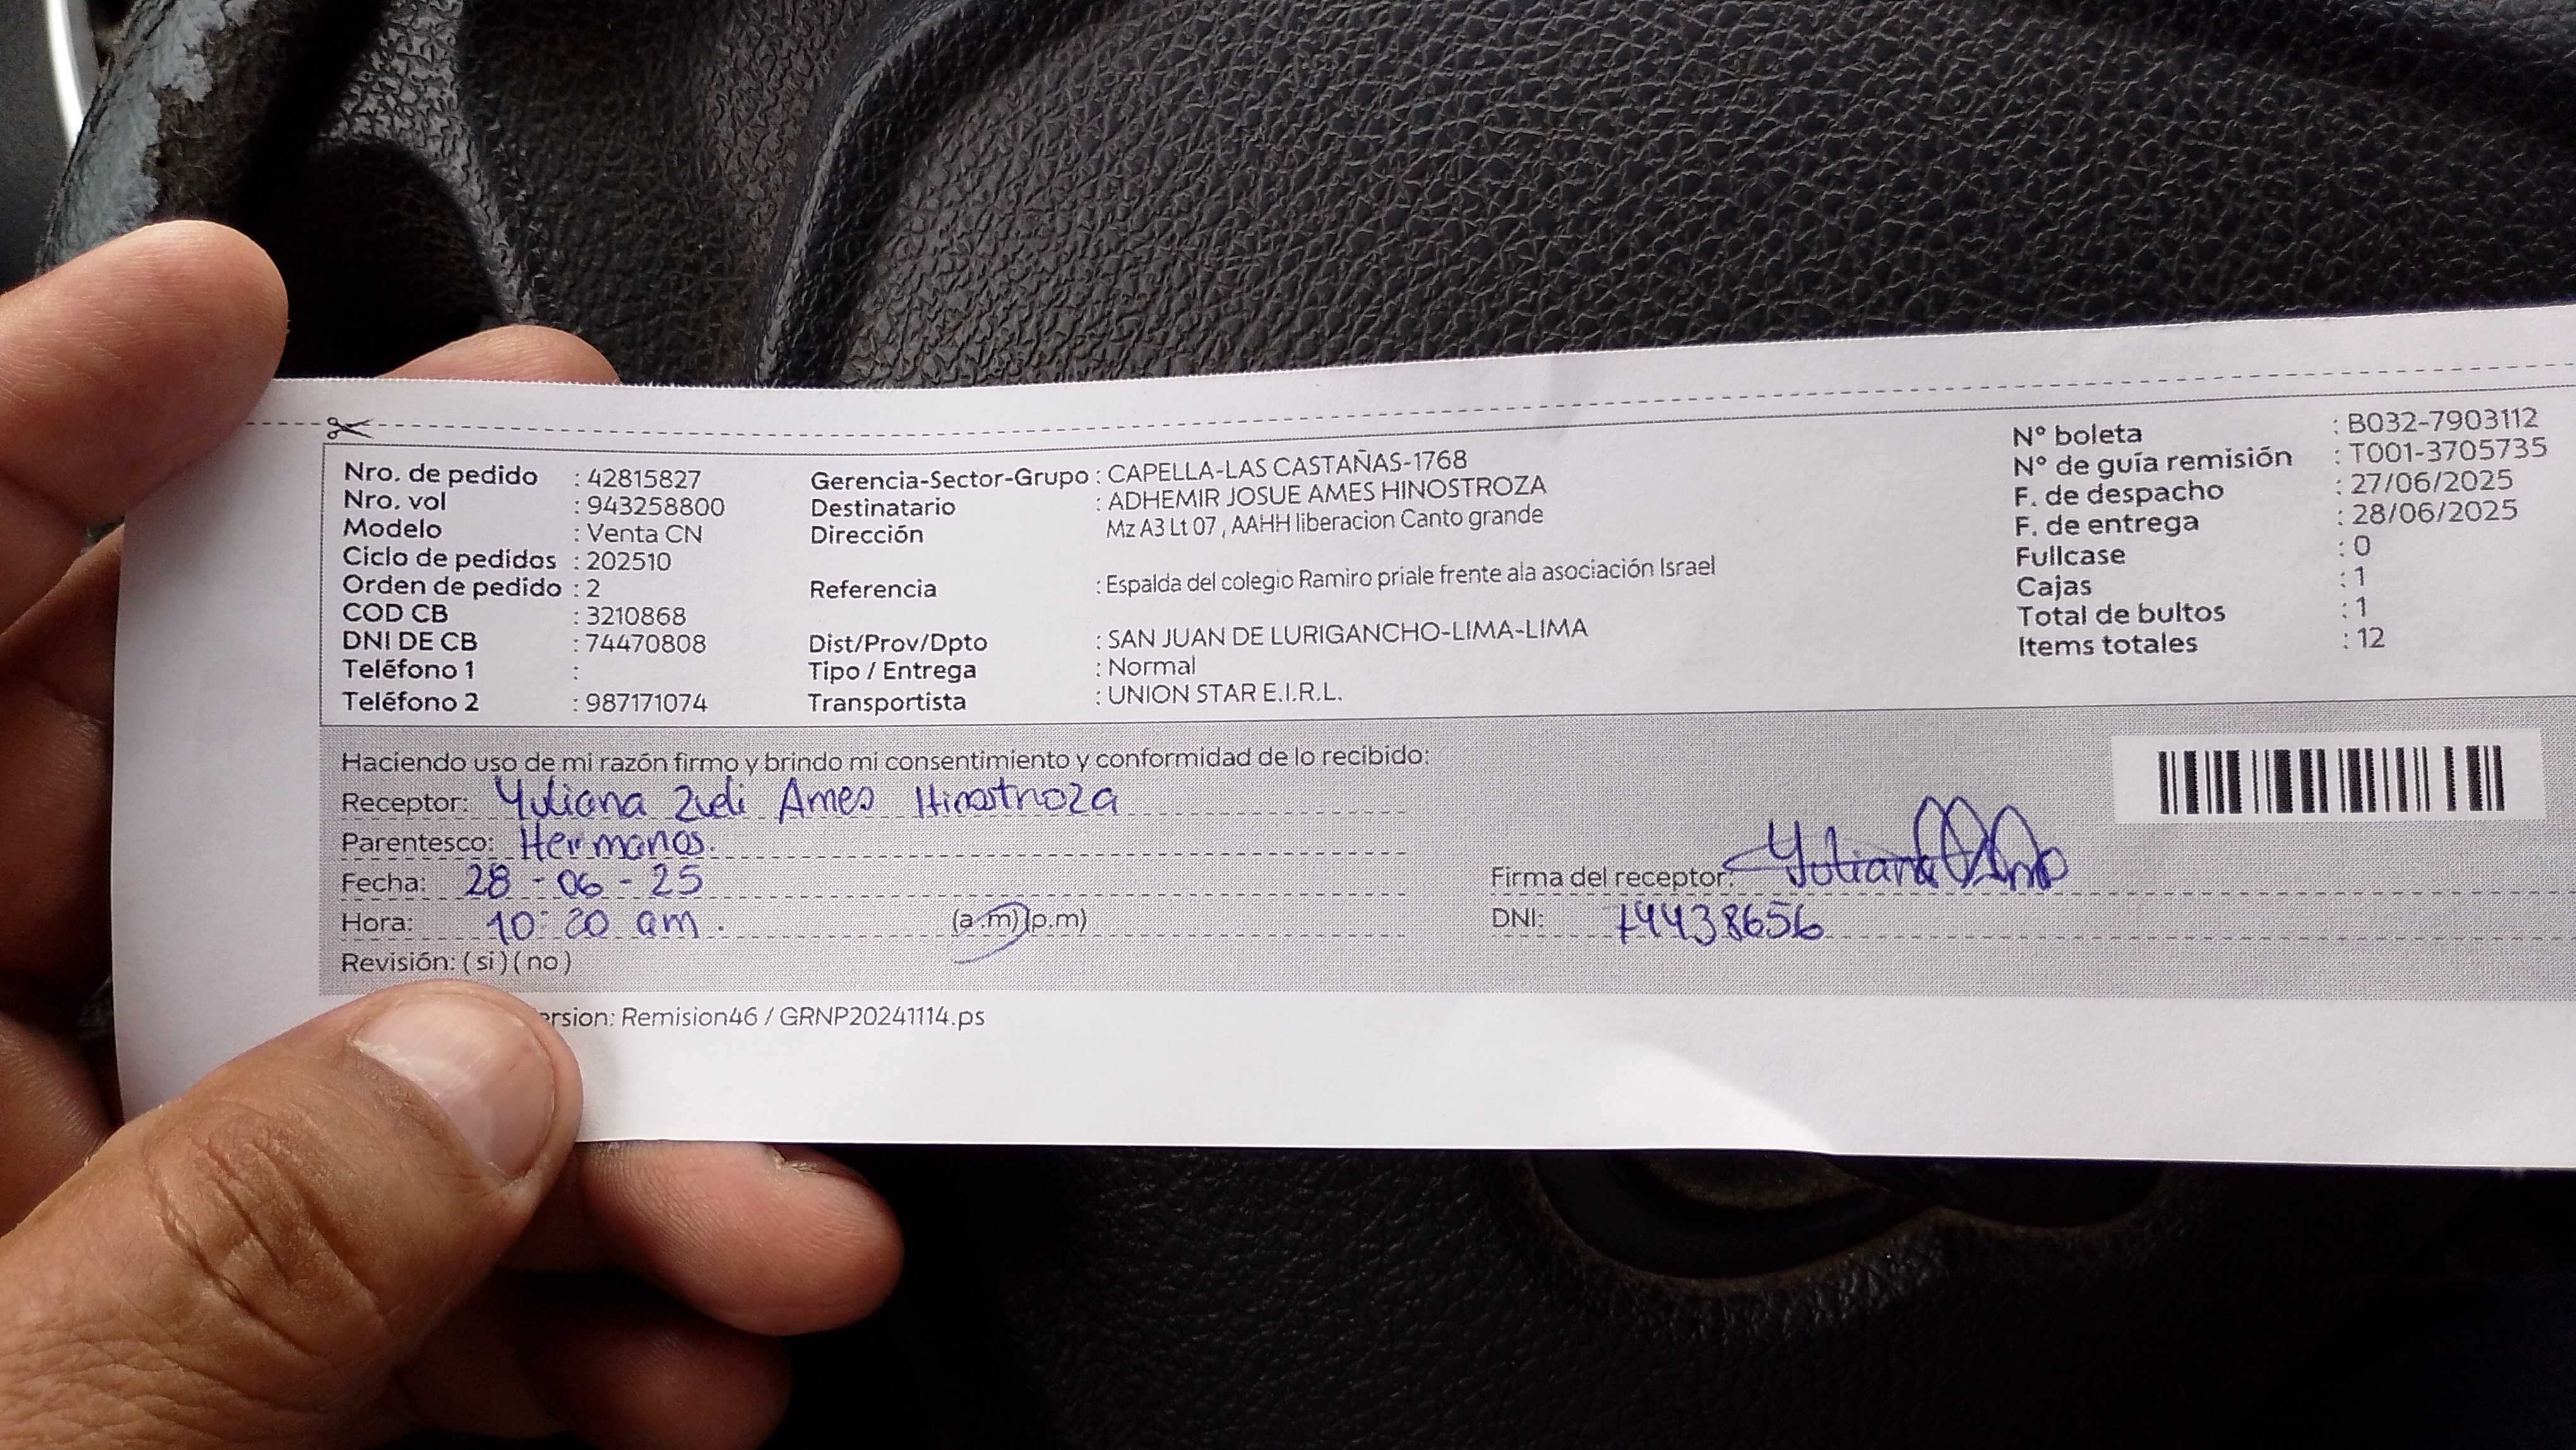 Nro. de pedido : 42815827
Nro. vol : 943258800
Modelo : Venta CN
Ciclo de pedidos : 202510
Orden de pedido : 2
COD CB : 3210868
DNI DE CB : 74470808
Teléfono 1 :
Teléfono 2 : 987171074
Gerencia-Sector-Grupo : CAPELLA-LAS CASTAÑAS-1768
Destinatario : ADHEMIR JOSUE AMES HINOSTROZA
Dirección Mz A3 Lt 07 , AAHH liberacion Canto grande
Referencia : Espalda del colegio Ramiro priale frente ala asociación Israel
Dist/Prov/Dpto : SAN JUAN DE LURIGANCHO-LIMA-LIMA
Tipo / Entrega : Normal
Transportista : UNION STAR E.I.R.L.
N° boleta : B032-7903112
N° de guía remisión : T001-3705735
F. de despacho : 27/06/2025
F. de entrega : 28/06/2025
Fullcase : 0
Cajas : 1
Total de bultos : 1
Items totales : 12
Haciendo uso de mi razón firmo y brindo mi consentimiento y conformidad de lo recibido:
Receptor: Yuliana Zudi Ames Hinostroza
Parentesco: Hermanos.
Fecha: 28-06-25
Hora: 10:20 am. (a.m)(p.m)
Revisión: (si)(no)
Firma del receptor: Yuliana
DNI: 74438656
ersion: Remision46 / GRNP20241114.ps